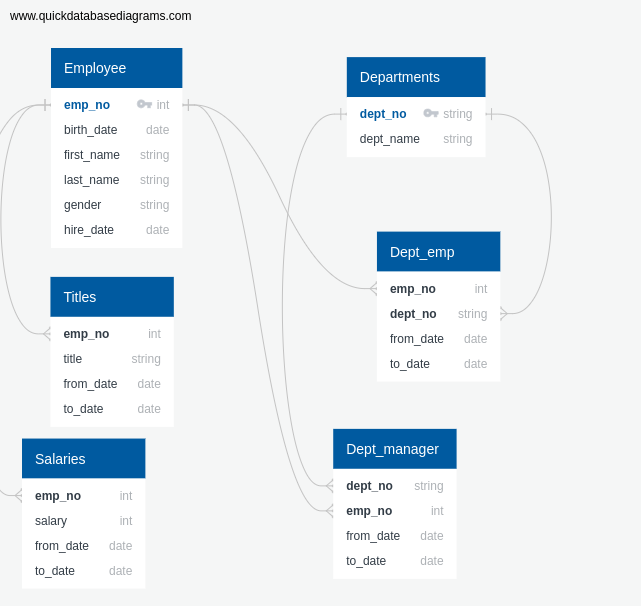 www.quickdatabasediagrams.com
Employee
emp_no int
birth_date date
first_name string
last_name string
gender string
hire_date date
Departments
dept_no string
dept_name string
Dept_emp
emp_no int
dept_no string
from_date date
to_date date
Titles
emp_no int
title string
from_date date
to_date date
Salaries
emp_no int
salary int
from_date date
to_date date
Dept_manager
dept_no string
emp_no int
from_date date
to_date date